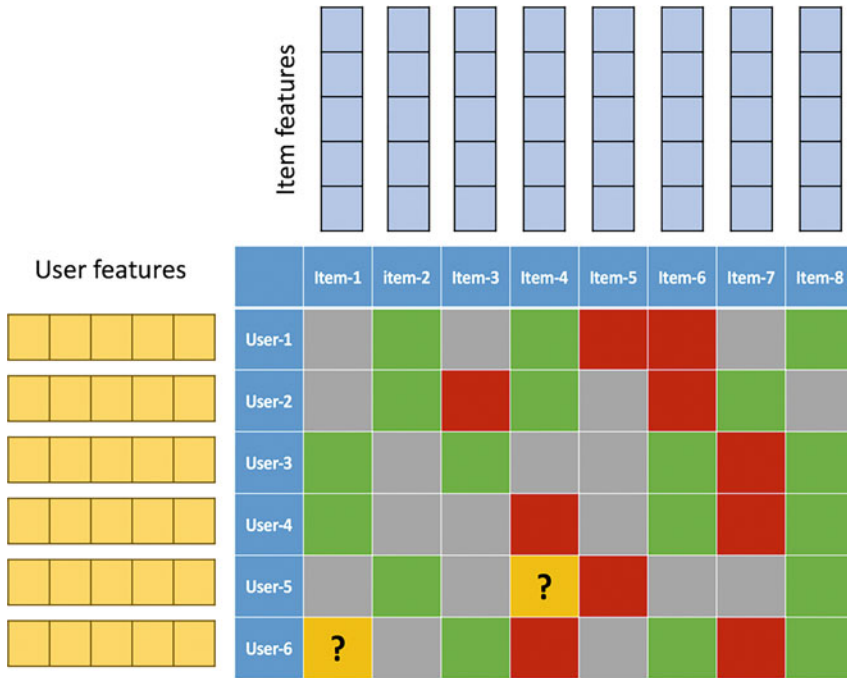 Item features
User features
Item-1 item-2 Item-3 Item-4 Item-5 Item-6 Item-7 Item-8
User-1
User-2
User-3
User-4
User-5 ?
User-6 ?